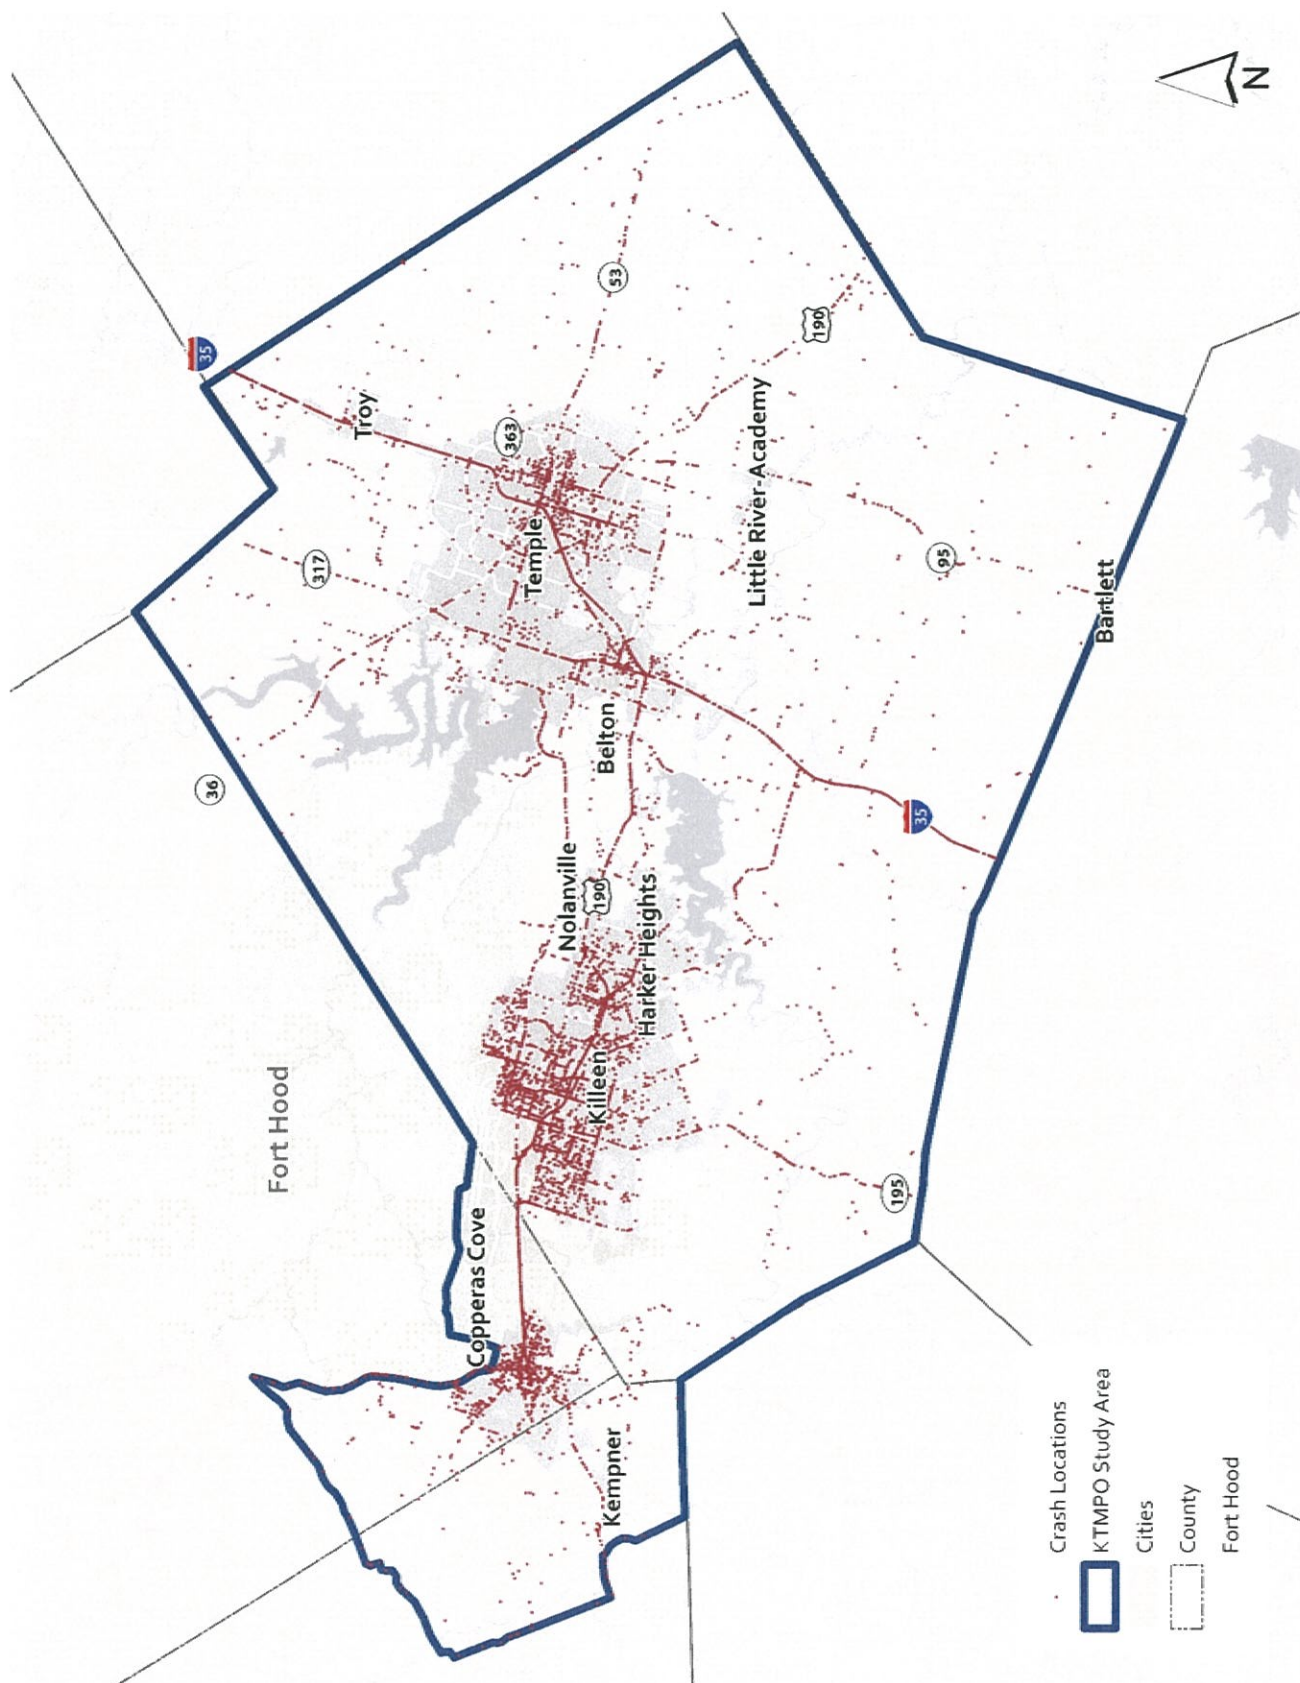 N
36
35
Troy
317
363
53
Temple
190
Little River-Academy
Belton
95
Bartlett
Nolanville
190
35
Harker Heights
Fort Hood
Killeen
195
Copperas Cove
Kempner
Crash Locations
KTMPO Study Area
Cities
County
Fort Hood